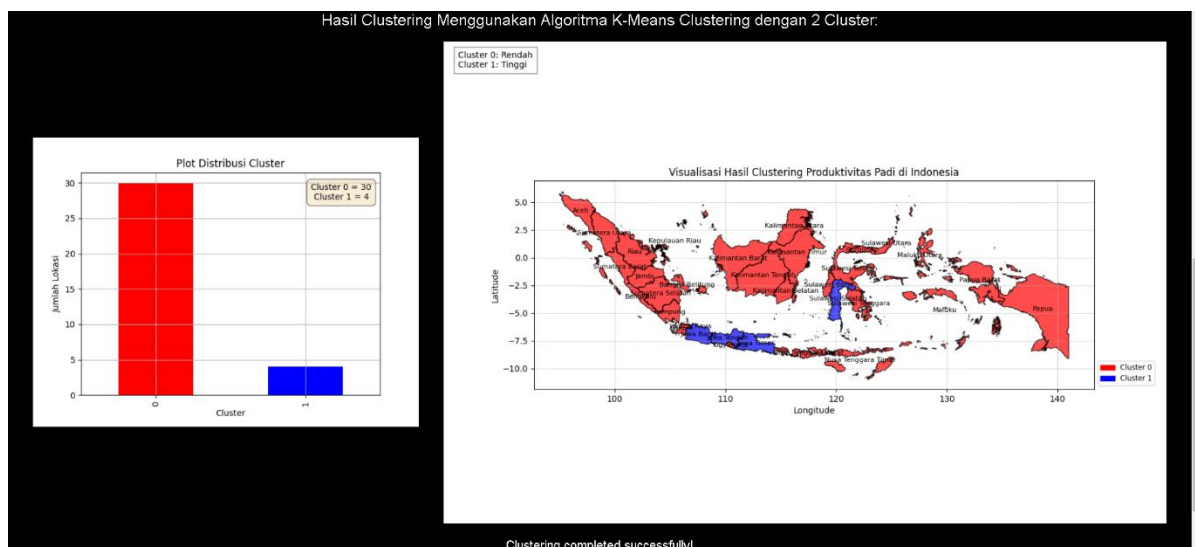 Hasil Clustering Menggunakan Algoritma K-Means Clustering dengan 2 Cluster:
Plot Distribusi Cluster
Cluster 0 = 30
Cluster 1 = 4
30
25
20
15
10
5
0
Jumlah Lokasi
0
1
Cluster
Cluster 0: Rendah
Cluster 1: Tinggi
Visualisasi Hasil Clustering Produktivitas Padi di Indonesia
5.0
2.5
0.0
−2.5
−5.0
−7.5
−10.0
Latitude
Aceh
Sumatera Utara
Kepulauan Riau
Riau
Sumatera Barat
Jambi
Bangka Belitung
Sumatera Selatan
Bengkulu
Lampung
Kalimantan Utara
Kalimantan Timur
Kalimantan Barat
Kalimantan Tengah
Kalimantan Selatan
Sulawesi Utara
Maluku Utara
Sulawesi Selatan
Sulawesi Tenggara
Papua Barat
Maluku
Papua
Nusa Tenggara Timur
100
110
120
130
140
Longitude
Cluster 0
Cluster 1
Clustering completed successfully!